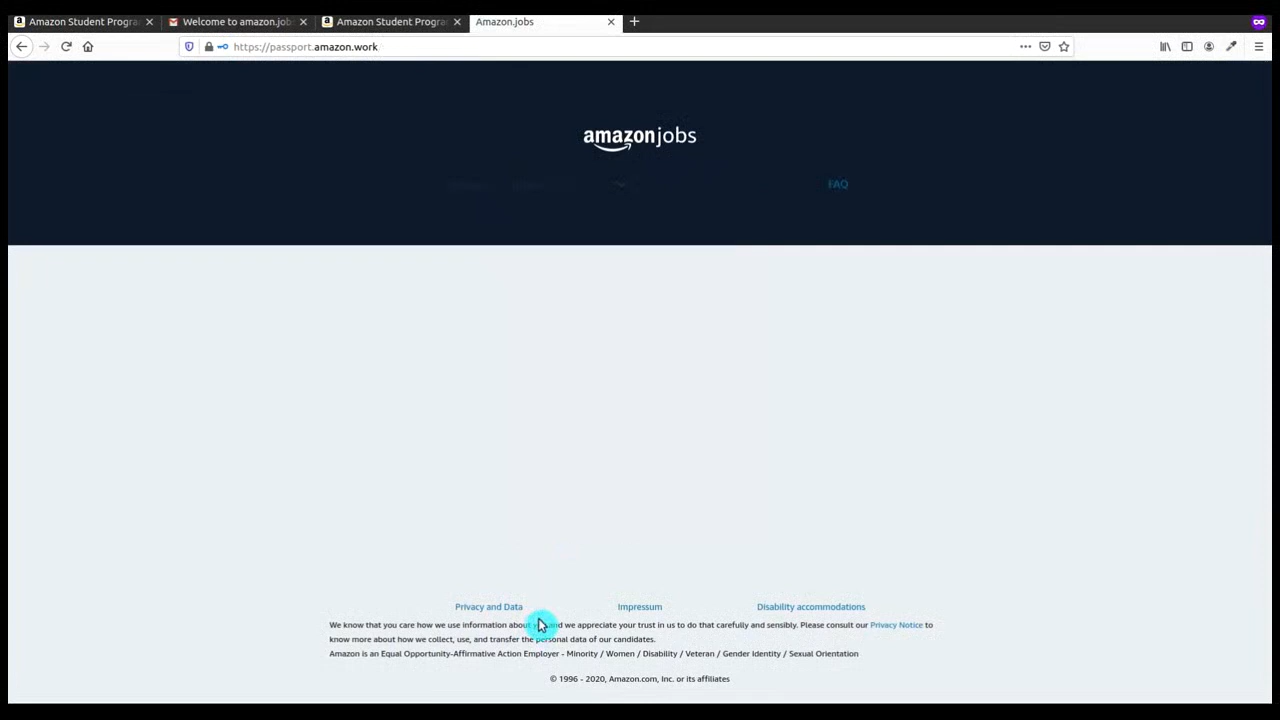 Amazon Student Progra
Welcome to amazon.job
Amazon Student Progra
Amazon.jobs
https://passport.amazon.work
amazonjobs
FAQ
Privacy and Data
Impressum
Disability accommodations
We know that you care how we use information about you and we appreciate your trust in us to do that carefully and sensibly. Please consult our Privacy Notice to
know more about how we collect, use, and transfer the personal data of our candidates.
Amazon is an Equal Opportunity-Affirmative Action Employer - Minority / Women / Disability / Veteran / Gender Identity / Sexual Orientation
© 1996 - 2020, Amazon.com, Inc. or its affiliates